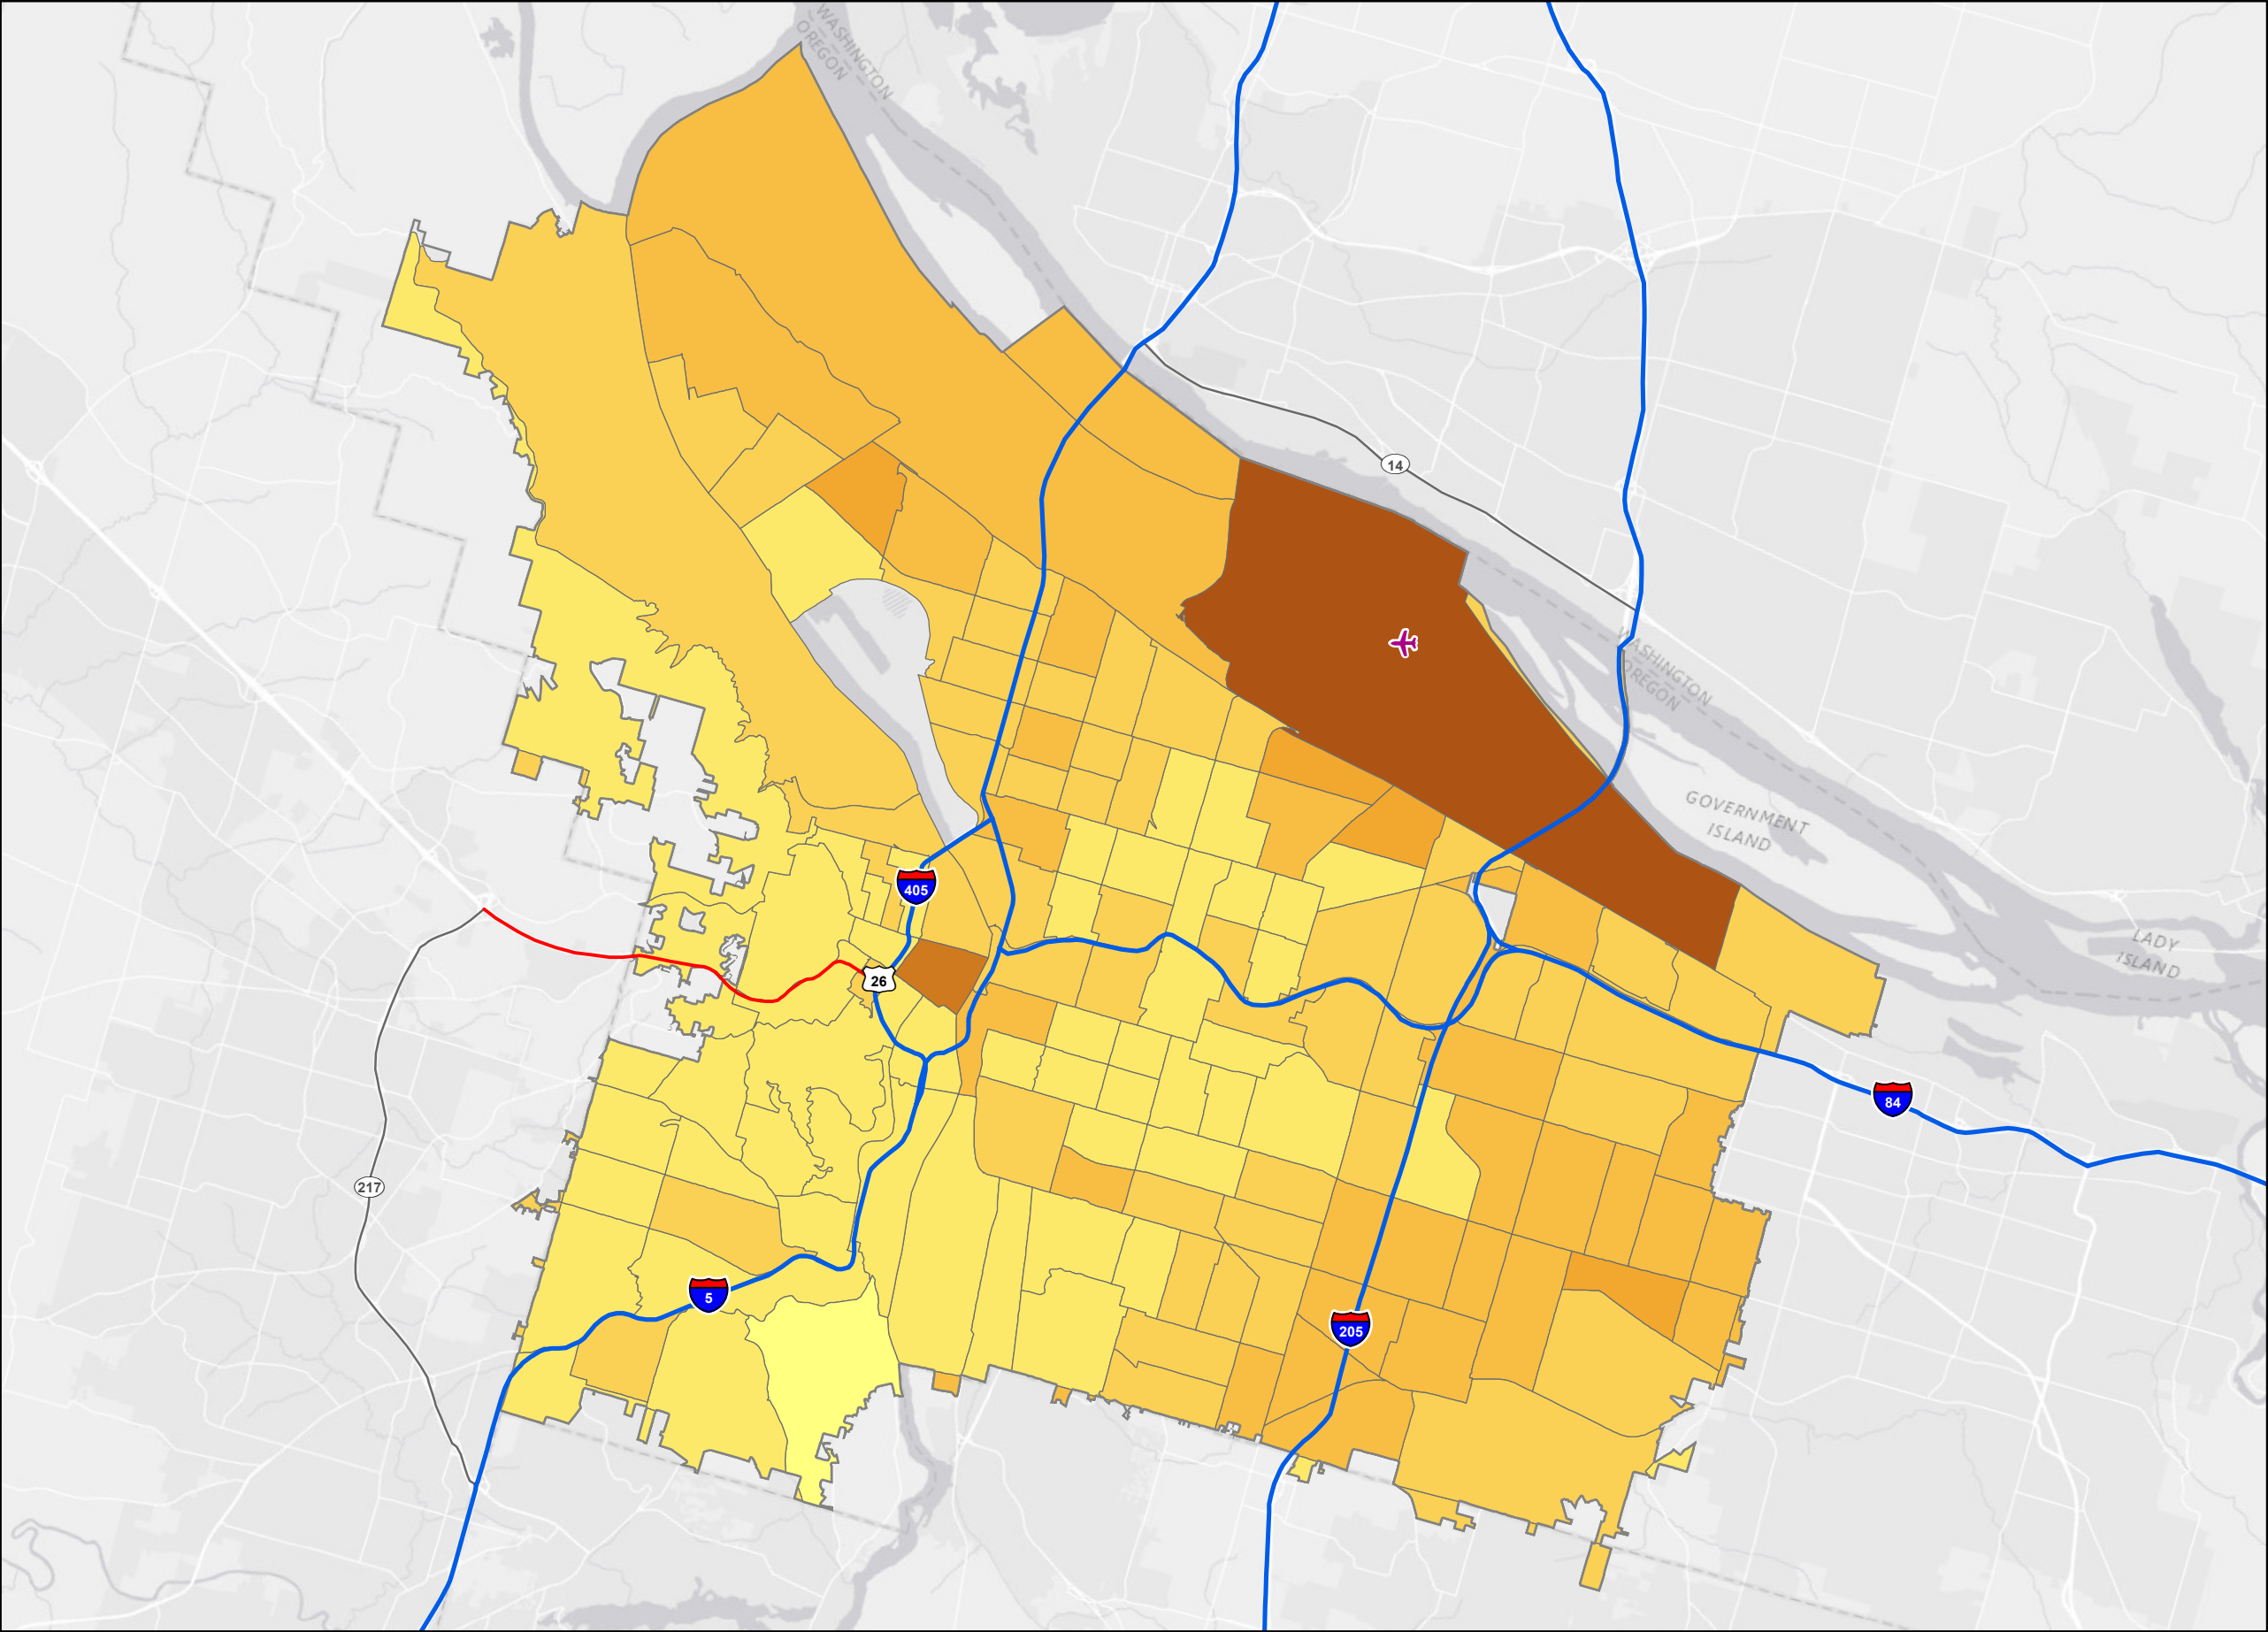 WASHINGTON
OREGON
14
WASHINGTON
OREGON
GOVERNMENT
ISLAND
405
LADY
ISLAND
26
84
217
5
205